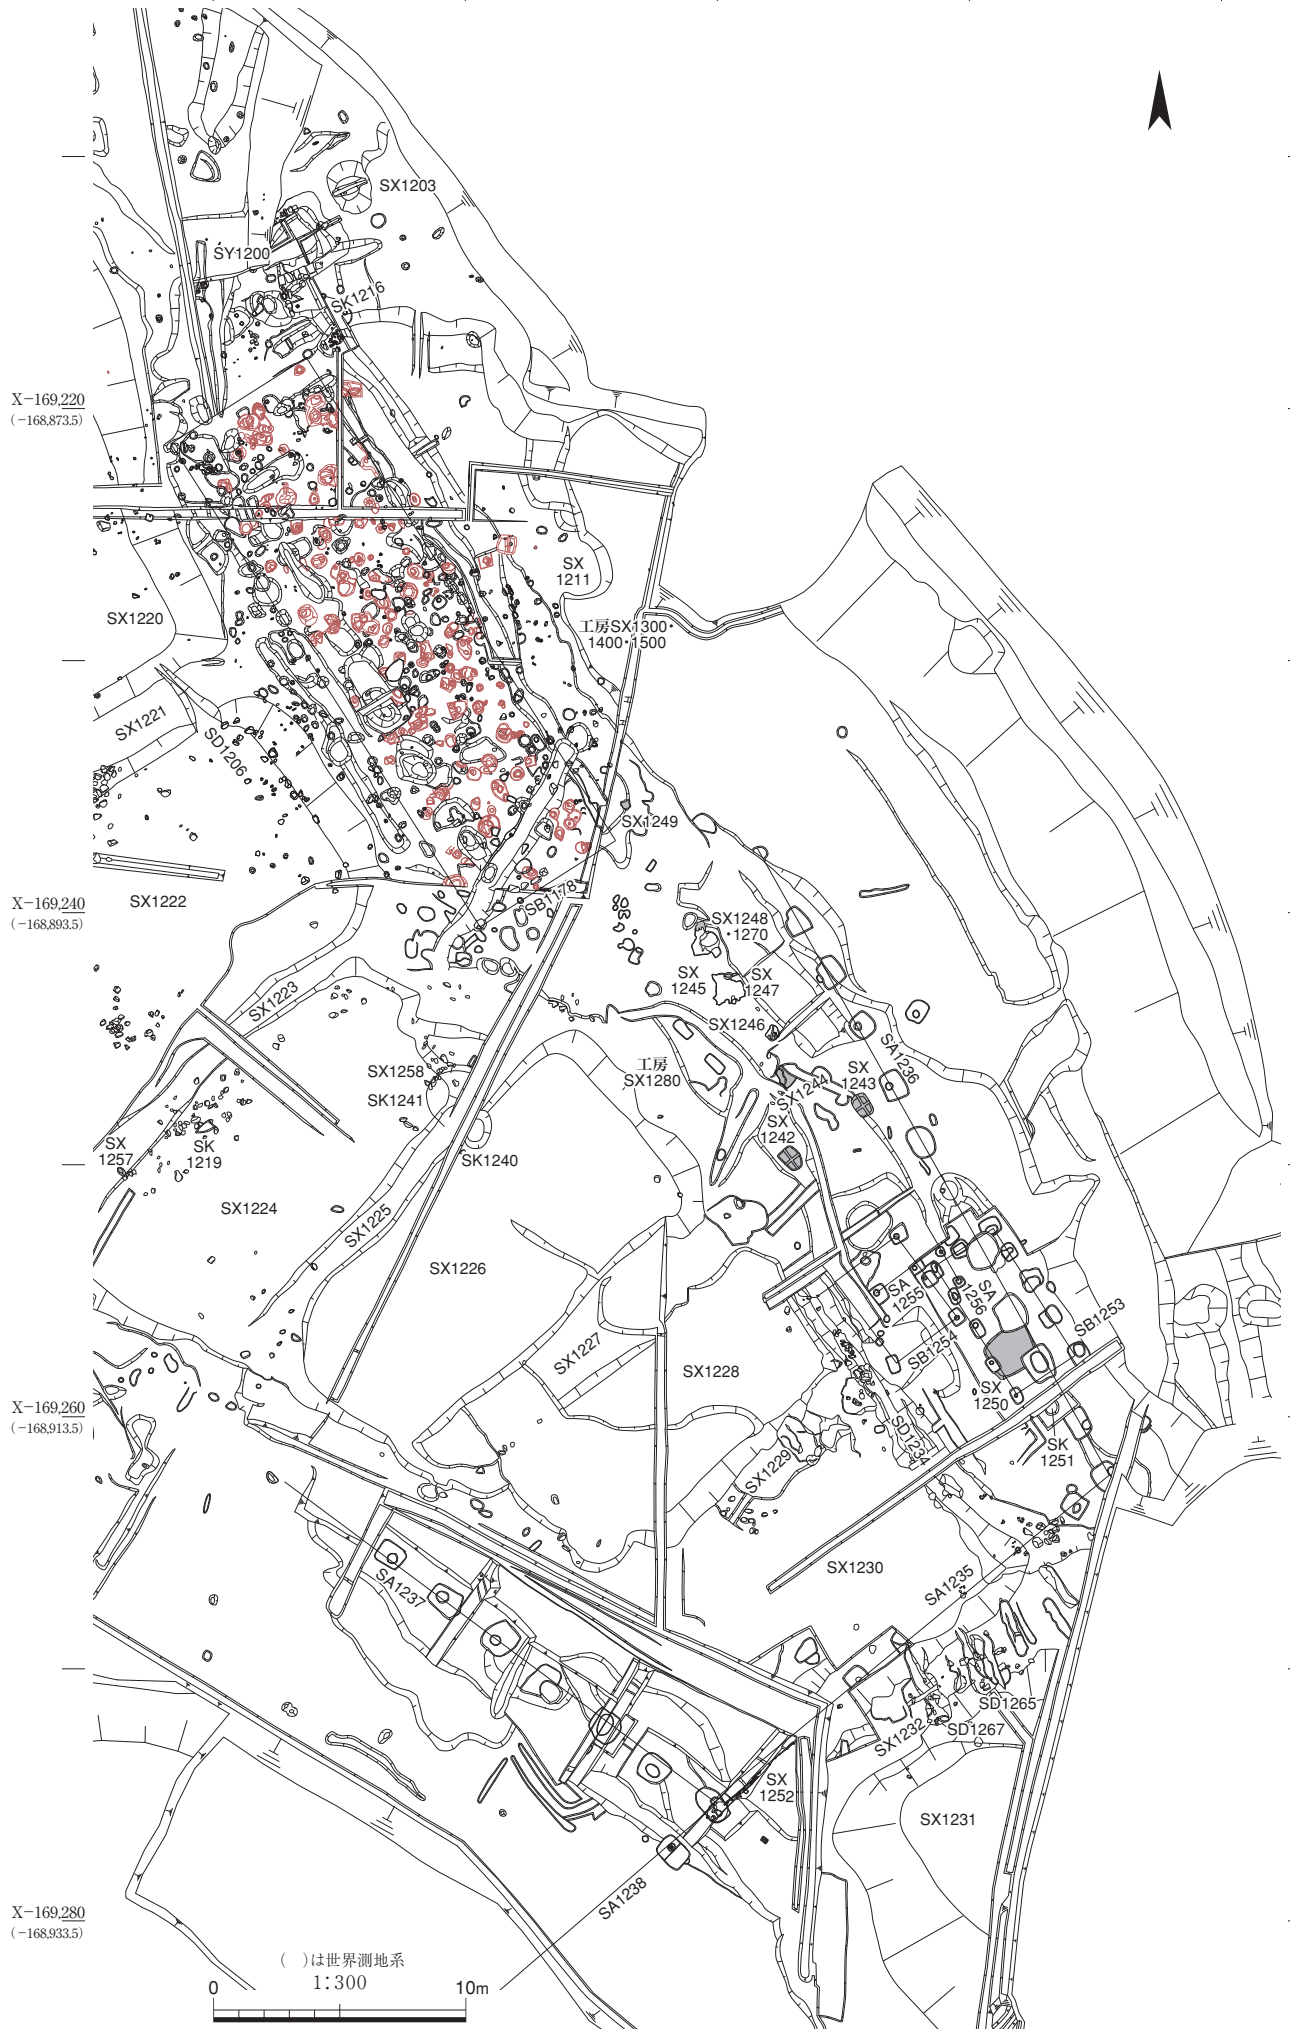 SX1203
SY1200
SK1216
X−169,220
(−168,873.5)
SX
1211
SX1220
工房SX1300・
1400・1500
SX1221
SD1206
SX1249
X−169,240
(−168,893.5)
SX1222
SB1178
SX1248
・1270
SX
1245
SX
1247
SX1223
SX1246
SA1236
工房
SX1280
SX1258
SX
1243
SX1244
SK1241
SX
1242
SX
1257
SK
1219
SK1240
SX1224
SX1225
SX1226
SA
1255
SA
1256
SB1253
SB1254
SX1227
SX1228
SX
1250
X−169,260
(−168,913.5)
SD1234
SK
1251
SX1229
SX1230
SA1235
SA1237
SD1265
SX1232
SD1267
SX
1252
SX1231
SA1238
X−169,280
(−168,933.5)
(　)は世界測地系
1：300
0 10m